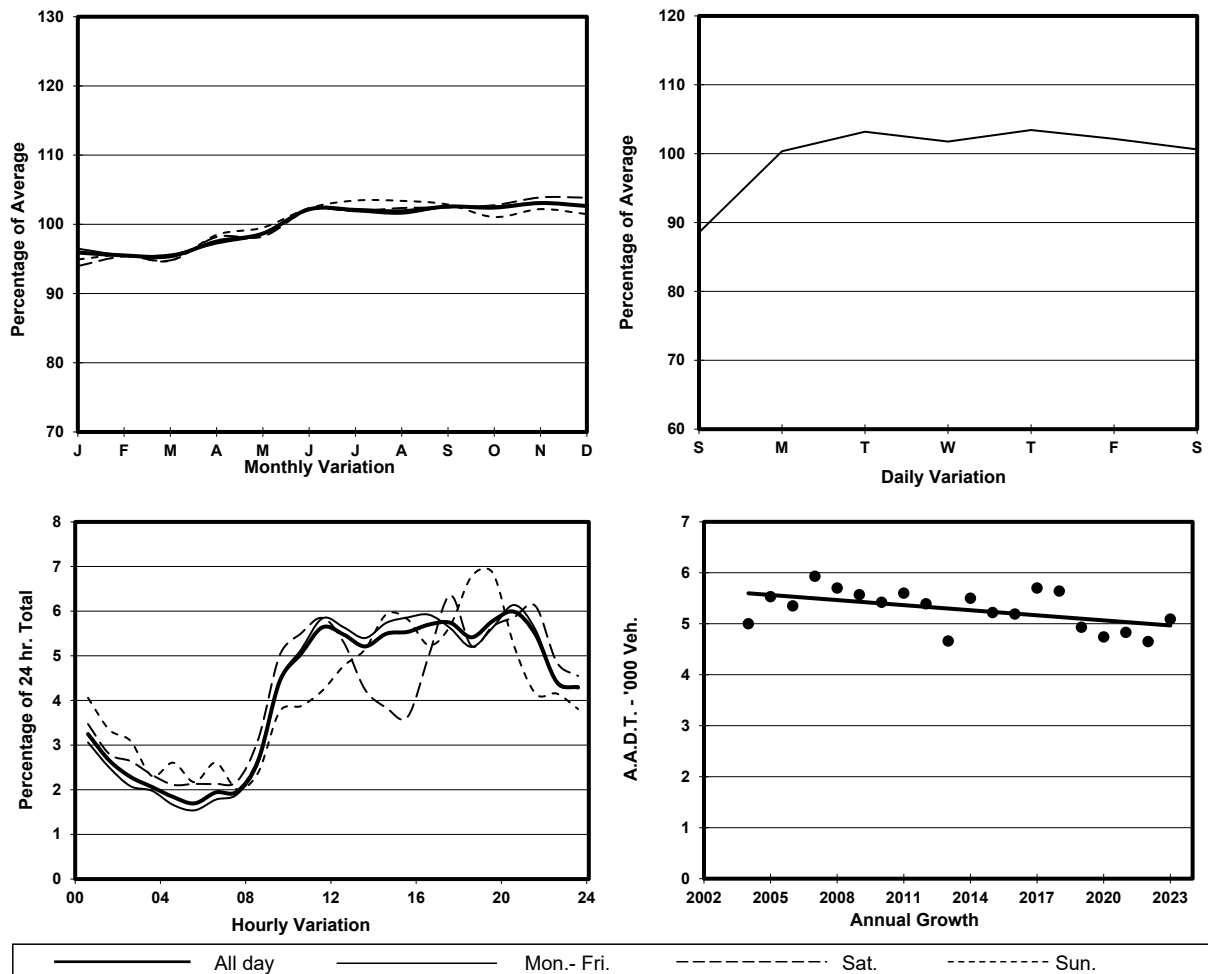 130
120
110
100
90
80
70
Percentage of Average
J F M A M J J A S O N D
Monthly Variation
120
110
100
90
80
70
60
Percentage of Average
S M T W T F S
Daily Variation
8
7
6
5
4
3
2
1
0
Percentage of 24 hr. Total
00 04 08 12 16 20 24
Hourly Variation
7
6
5
4
3
2
1
0
A.A.D.T. - '000 Veh.
2002 2005 2008 2011 2014 2017 2020 2023
Annual Growth
All day Mon.- Fri. Sat. Sun.